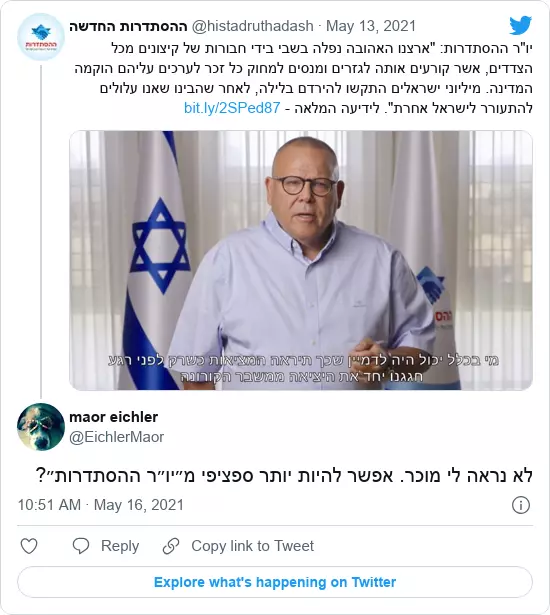 ההסתדרות החדשה @histadruthadash · May 13, 2021
יו"ר ההסתדרות: "ארצנו האהובה נפלה בשבי בידי חבורות של קיצונים מכל
הצדדים, אשר קורעים אותה לגזרים ומנסים למחוק כל זכר לערכים עליהם הוקמה
המדינה. מיליוני ישראלים התקשו להירדם בלילה, לאחר שהבינו שאנו עלולים
להתעורר לישראל אחרת". לידיעה המלאה - bit.ly/2SPed87
מי בכלל יכול היה לדמיין שכך תיראה המציאות כשרק לפני רגע
חגגנו יחד את היציאה ממשבר הקורונה
maor eichler
@EichlerMaor
לא נראה לי מוכר. אפשר להיות יותר ספציפי מ״יו״ר ההסתדרות״?
10:51 AM · May 16, 2021
Reply
Copy link to Tweet
Explore what's happening on Twitter